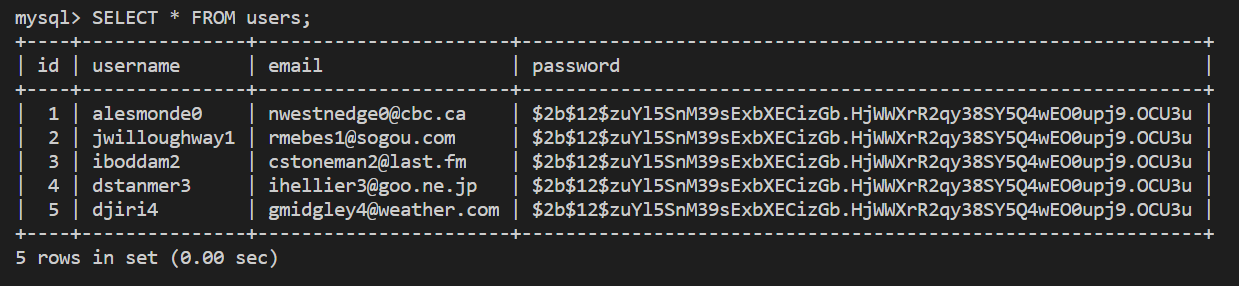 mysql> SELECT * FROM users;
+----+---------------+-----------------------+--------------------------------------------------------------+
| id | username      | email                 | password                                                     |
+----+---------------+-----------------------+--------------------------------------------------------------+
|  1 | alesmonde0    | nwestnedge0@cbc.ca    | $2b$12$zuYl5SnM39sExbXECizGb.HjWWXrR2qy38SY5Q4wEO0upj9.OCU3u |
|  2 | jwilloughway1 | rmebes1@sogou.com     | $2b$12$zuYl5SnM39sExbXECizGb.HjWWXrR2qy38SY5Q4wEO0upj9.OCU3u |
|  3 | iboddam2      | cstoneman2@last.fm    | $2b$12$zuYl5SnM39sExbXECizGb.HjWWXrR2qy38SY5Q4wEO0upj9.OCU3u |
|  4 | dstanmer3     | ihellier3@goo.ne.jp   | $2b$12$zuYl5SnM39sExbXECizGb.HjWWXrR2qy38SY5Q4wEO0upj9.OCU3u |
|  5 | djiri4        | gmidgley4@weather.com | $2b$12$zuYl5SnM39sExbXECizGb.HjWWXrR2qy38SY5Q4wEO0upj9.OCU3u |
+----+---------------+-----------------------+--------------------------------------------------------------+
5 rows in set (0.00 sec)